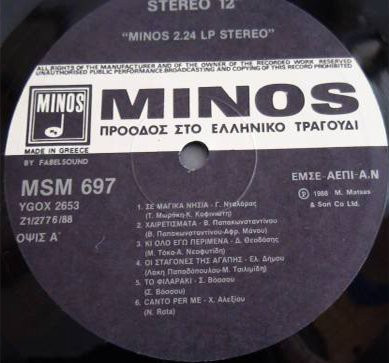 STEREO 12
"MINOS 2.24 LP STEREO"
ALL RIGHTS OF THE MANUFACTURER AND OF THE OWNER OF THE RECORDED WORK RESERVED
UNAUTHORISED PUBLIC PERFORMANCE. BROADCASTING AND COPYING OF THIS RECORD PROHIBITED
MINOS
MINOS
ΠΡΟΟΔΟΣ ΣΤΟ ΕΛΛΗΝΙΚΟ ΤΡΑΓΟΥΔΙ
MADE IN GREECE
BY FABELSOUND
MSM 697
YGOX 2653
Z1/2776/88
ΟΨΙΣ Α΄
ΕΜΣΕ-ΑΕΠΙ-Α.Ν
Ⓟ 1988 M. Matsas
& Son Co Ltd.
1. ΣΕ ΜΑΓΙΚΑ ΝΗΣΙΑ - Γ. Νταλάρας
(Τ. Μωράκη-Κ. Κοφινιώτη)
2. ΧΑΙΡΕΤΙΣΜΑΤΑ - Β. Παπακωνσταντίνου
(Β. Παπακωνσταντίνου-Αφρ. Μάνου)
3. ΚΙ ΟΛΟ ΕΓΩ ΠΕΡΙΜΕΝΑ - Δ. Θεοδόσης
(Μ. Τόκα-Α. Νεοφυτίδη)
4. ΟΙ ΣΤΑΓΟΝΕΣ ΤΗΣ ΑΓΑΠΗΣ - Ελ. Δήμου
(Λάκη Παπαδόπουλου-Μ. Τσιλιμίδη)
5. ΤΟ ΦΙΛΑΡΑΚΙ - Σ. Βόσσου
(Σ. Βόσσου)
6. CANTO PER ME - Χ. Αλεξίου
(N. Rota)